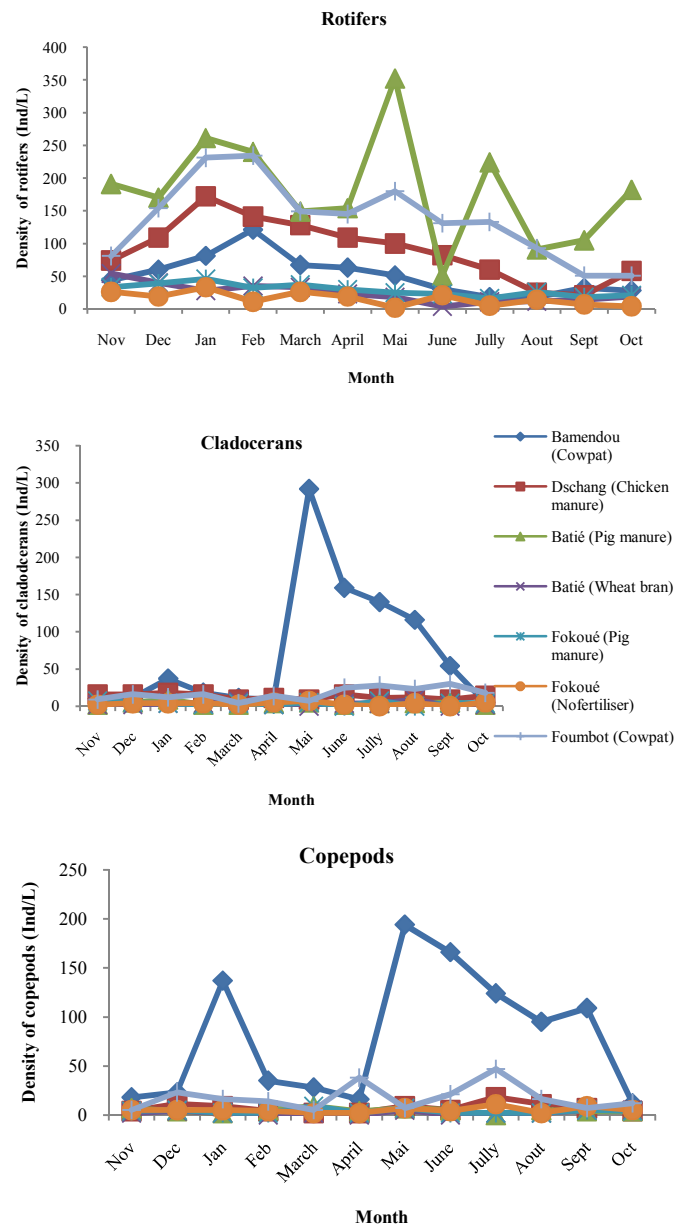 Rotifers
Density of rotifers (Ind/L)
400
350
300
250
200
150
100
50
0
Nov Dec Jan Feb March April Mai June Jully Aout Sept Oct
Month
Cladocerans
Density of cladodcerans (Ind/L)
350
300
250
200
150
100
50
0
Nov Dec Jan Feb March April Mai June Jully Aout Sept Oct
Month
Bamendou
(Cowpat)
Dschang (Chicken
manure)
Batié (Pig manure)
Batié (Wheat bran)
Fokoué (Pig
manure)
Fokoué
(Nofertiliser)
Foumbot (Cowpat)
Copepods
Density of copepods (Ind/L)
250
200
150
100
50
0
Nov Dec Jan Feb March April Mai June Jully Aout Sept Oct
Month